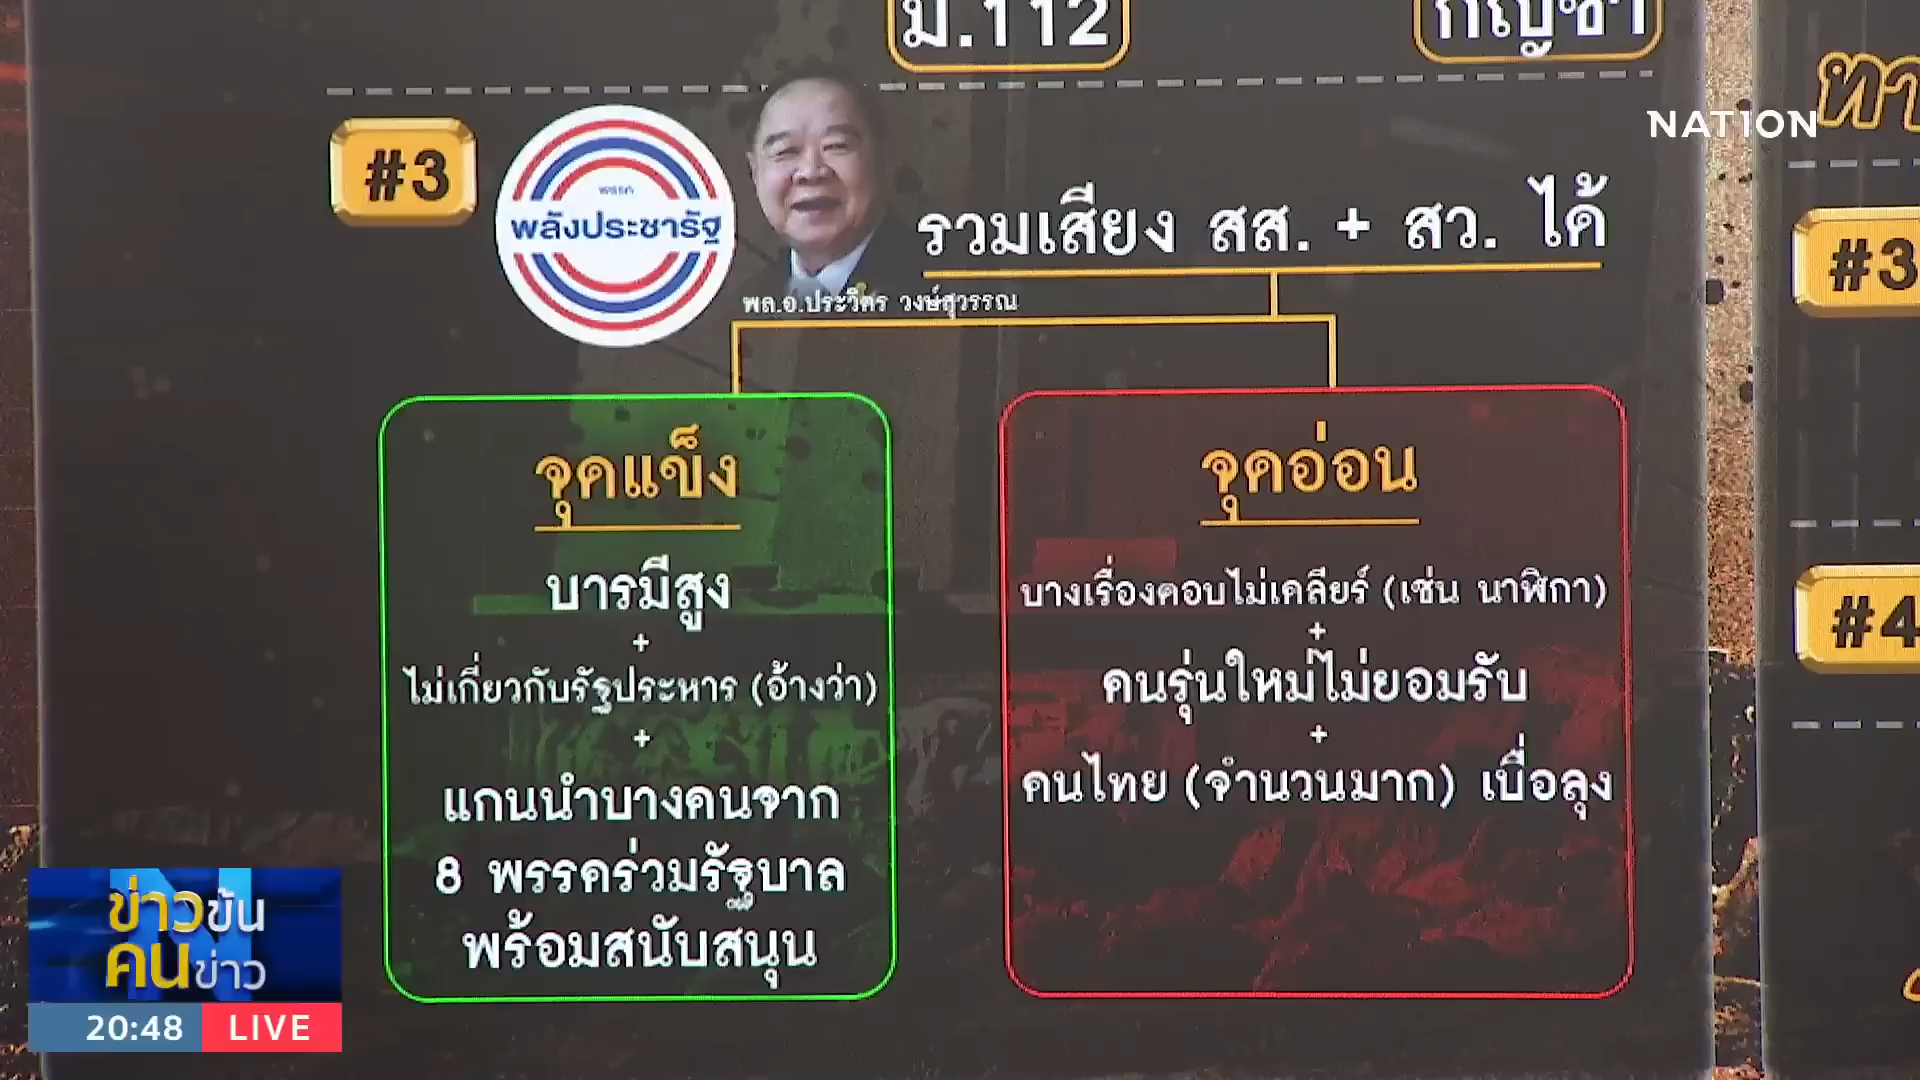 ม.112
กัญชา
NATION
#3
พรรค
พลังประชารัฐ
รวมเสียง สส. + สว. ได้
พล.อ.ประวิตร วงษ์สุวรรณ
#3
จุดแข็ง
บารมีสูง
+
ไม่เกี่ยวกับรัฐประหาร (อ้างว่า)
+
แกนนำบางคนจาก
8 พรรคร่วมรัฐบาล
พร้อมสนับสนุน
จุดอ่อน
บางเรื่องตอบไม่เคลียร์ (เช่น นาฬิกา)
+
คนรุ่นใหม่ไม่ยอมรับ
+
คนไทย (จำนวนมาก) เบื่อลุง
#4
ข่าวข้น
คนข่าว
20:48 LIVE